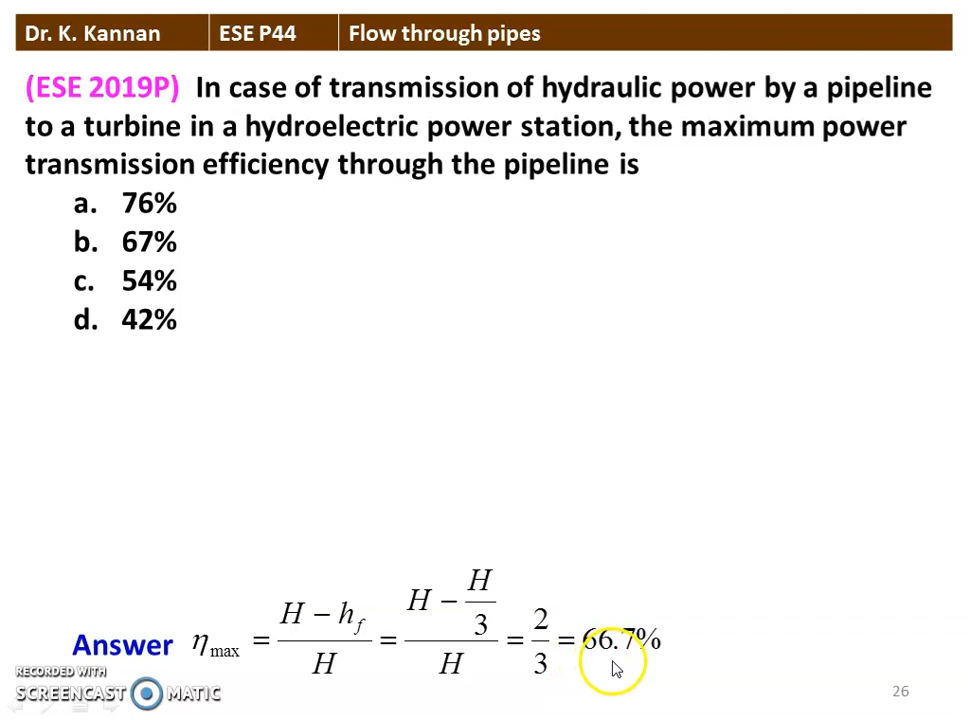 Dr. K. Kannan ESE P44 Flow through pipes
(ESE 2019P) In case of transmission of hydraulic power by a pipeline
to a turbine in a hydroelectric power station, the maximum power
transmission efficiency through the pipeline is
a. 76%
b. 67%
c. 54%
d. 42%
Answer η_max = (H − h_f)/H = (H − H/3)/H = 2/3 = 66.7%
RECORDED WITH
SCREENCAST MATIC
26